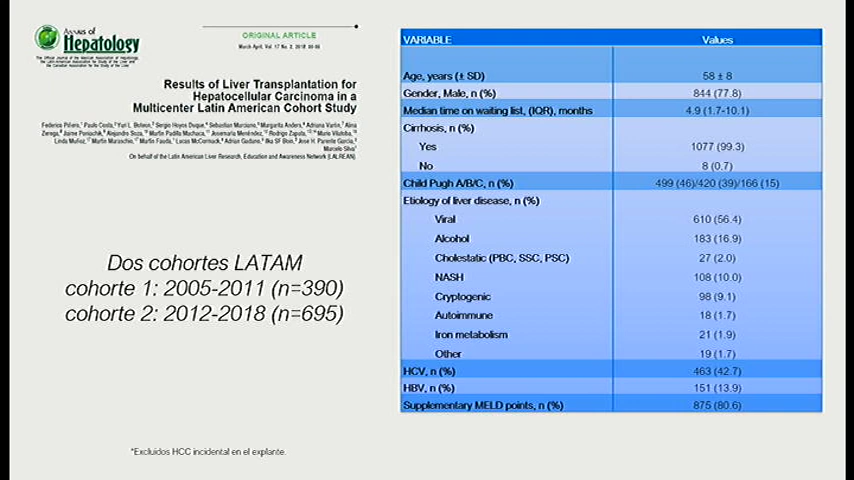 Annals of
Hepatology
ORIGINAL ARTICLE
March-April, Vol. 17 No. 2, 2018
Results of Liver Transplantation for
Hepatocellular Carcinoma in a
Multicenter Latin American Cohort Study
On behalf of the Latin American Liver Research, Education and Awareness Network (LALREAN)
Dos cohortes LATAM
cohorte 1: 2005-2011 (n=390)
cohorte 2: 2012-2018 (n=695)
*Excluidos HCC incidental en el explante.
VARIABLE Values
Age, years (± SD) 58 ± 8
Gender, Male, n (%) 844 (77.8)
Median time on waiting list, (IQR), months 4.9 (1.7-10.1)
Cirrhosis, n (%)
Yes 1077 (99.3)
No 8 (0.7)
Child Pugh A/B/C, n (%) 499 (46)/420 (39)/166 (15)
Etiology of liver disease, n (%)
Viral 610 (56.4)
Alcohol 183 (16.9)
Cholestatic (PBC, SSC, PSC) 27 (2.0)
NASH 108 (10.0)
Cryptogenic 98 (9.1)
Autoimmune 18 (1.7)
Iron metabolism 21 (1.9)
Other 19 (1.7)
HCV, n (%) 463 (42.7)
HBV, n (%) 151 (13.9)
Supplementary MELD points, n (%) 875 (80.6)